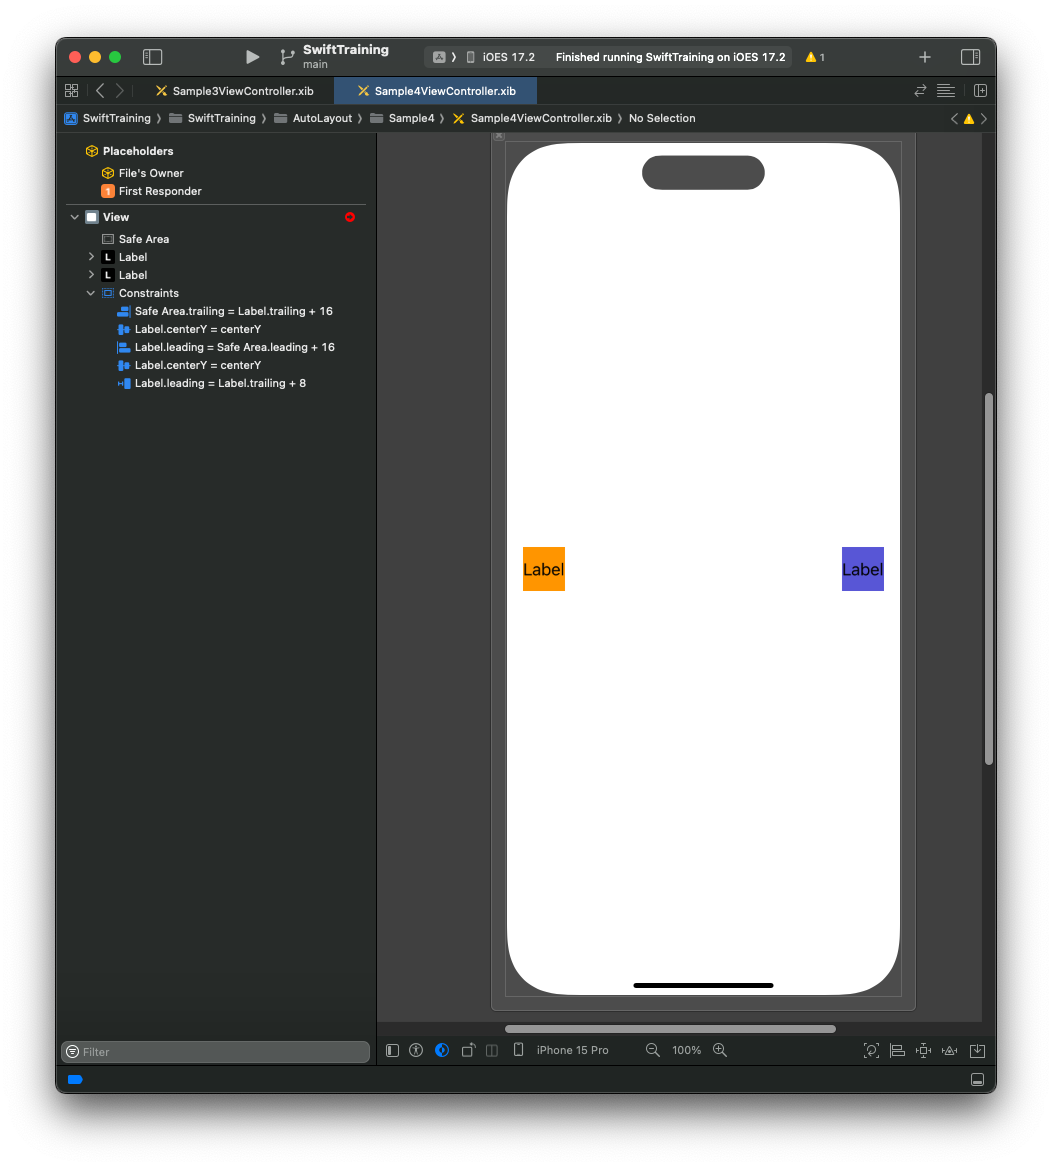 SwiftTraining
main
iOES 17.2
Finished running SwiftTraining on iOES 17.2
1
Sample3ViewController.xib
Sample4ViewController.xib
SwiftTraining
SwiftTraining
AutoLayout
Sample4
Sample4ViewController.xib
No Selection
Placeholders
File's Owner
1
First Responder
View
Safe Area
L
Label
L
Label
Constraints
Safe Area.trailing = Label.trailing + 16
Label.centerY = centerY
Label.leading = Safe Area.leading + 16
Label.centerY = centerY
Label.leading = Label.trailing + 8
Label
Label
Filter
iPhone 15 Pro
100%